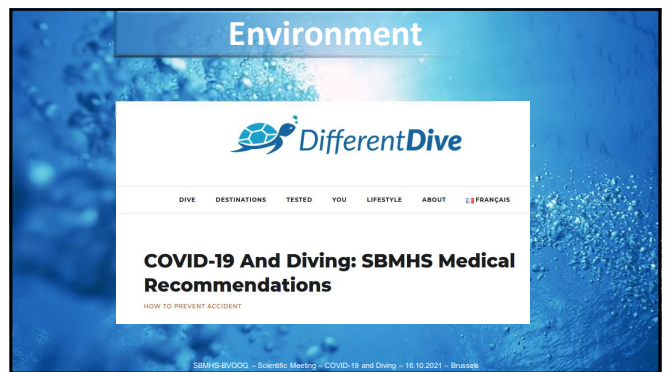 Environment
DifferentDive
DIVE DESTINATIONS TESTED YOU LIFESTYLE ABOUT FRANÇAIS
COVID-19 And Diving: SBMHS Medical
Recommendations
HOW TO PREVENT ACCIDENT
SBMHS-BVOOG – Scientific Meeting – COVID-19 and Diving – 16.10.2021 – Brussels